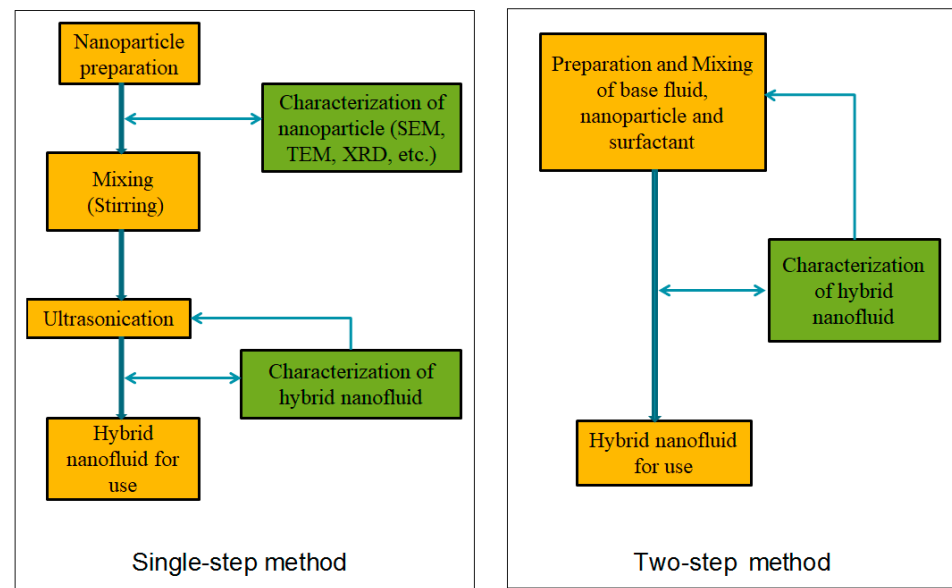 Nanoparticle
preparation
Characterization of
nanoparticle (SEM,
TEM, XRD, etc.)
Mixing
(Stirring)
Ultrasonication
Characterization of
hybrid nanofluid
Hybrid
nanofluid for
use
Single-step method
Preparation and Mixing
of base fluid,
nanoparticle and
surfactant
Characterization
of hybrid
nanofluid
Hybrid nanofluid
for use
Two-step method